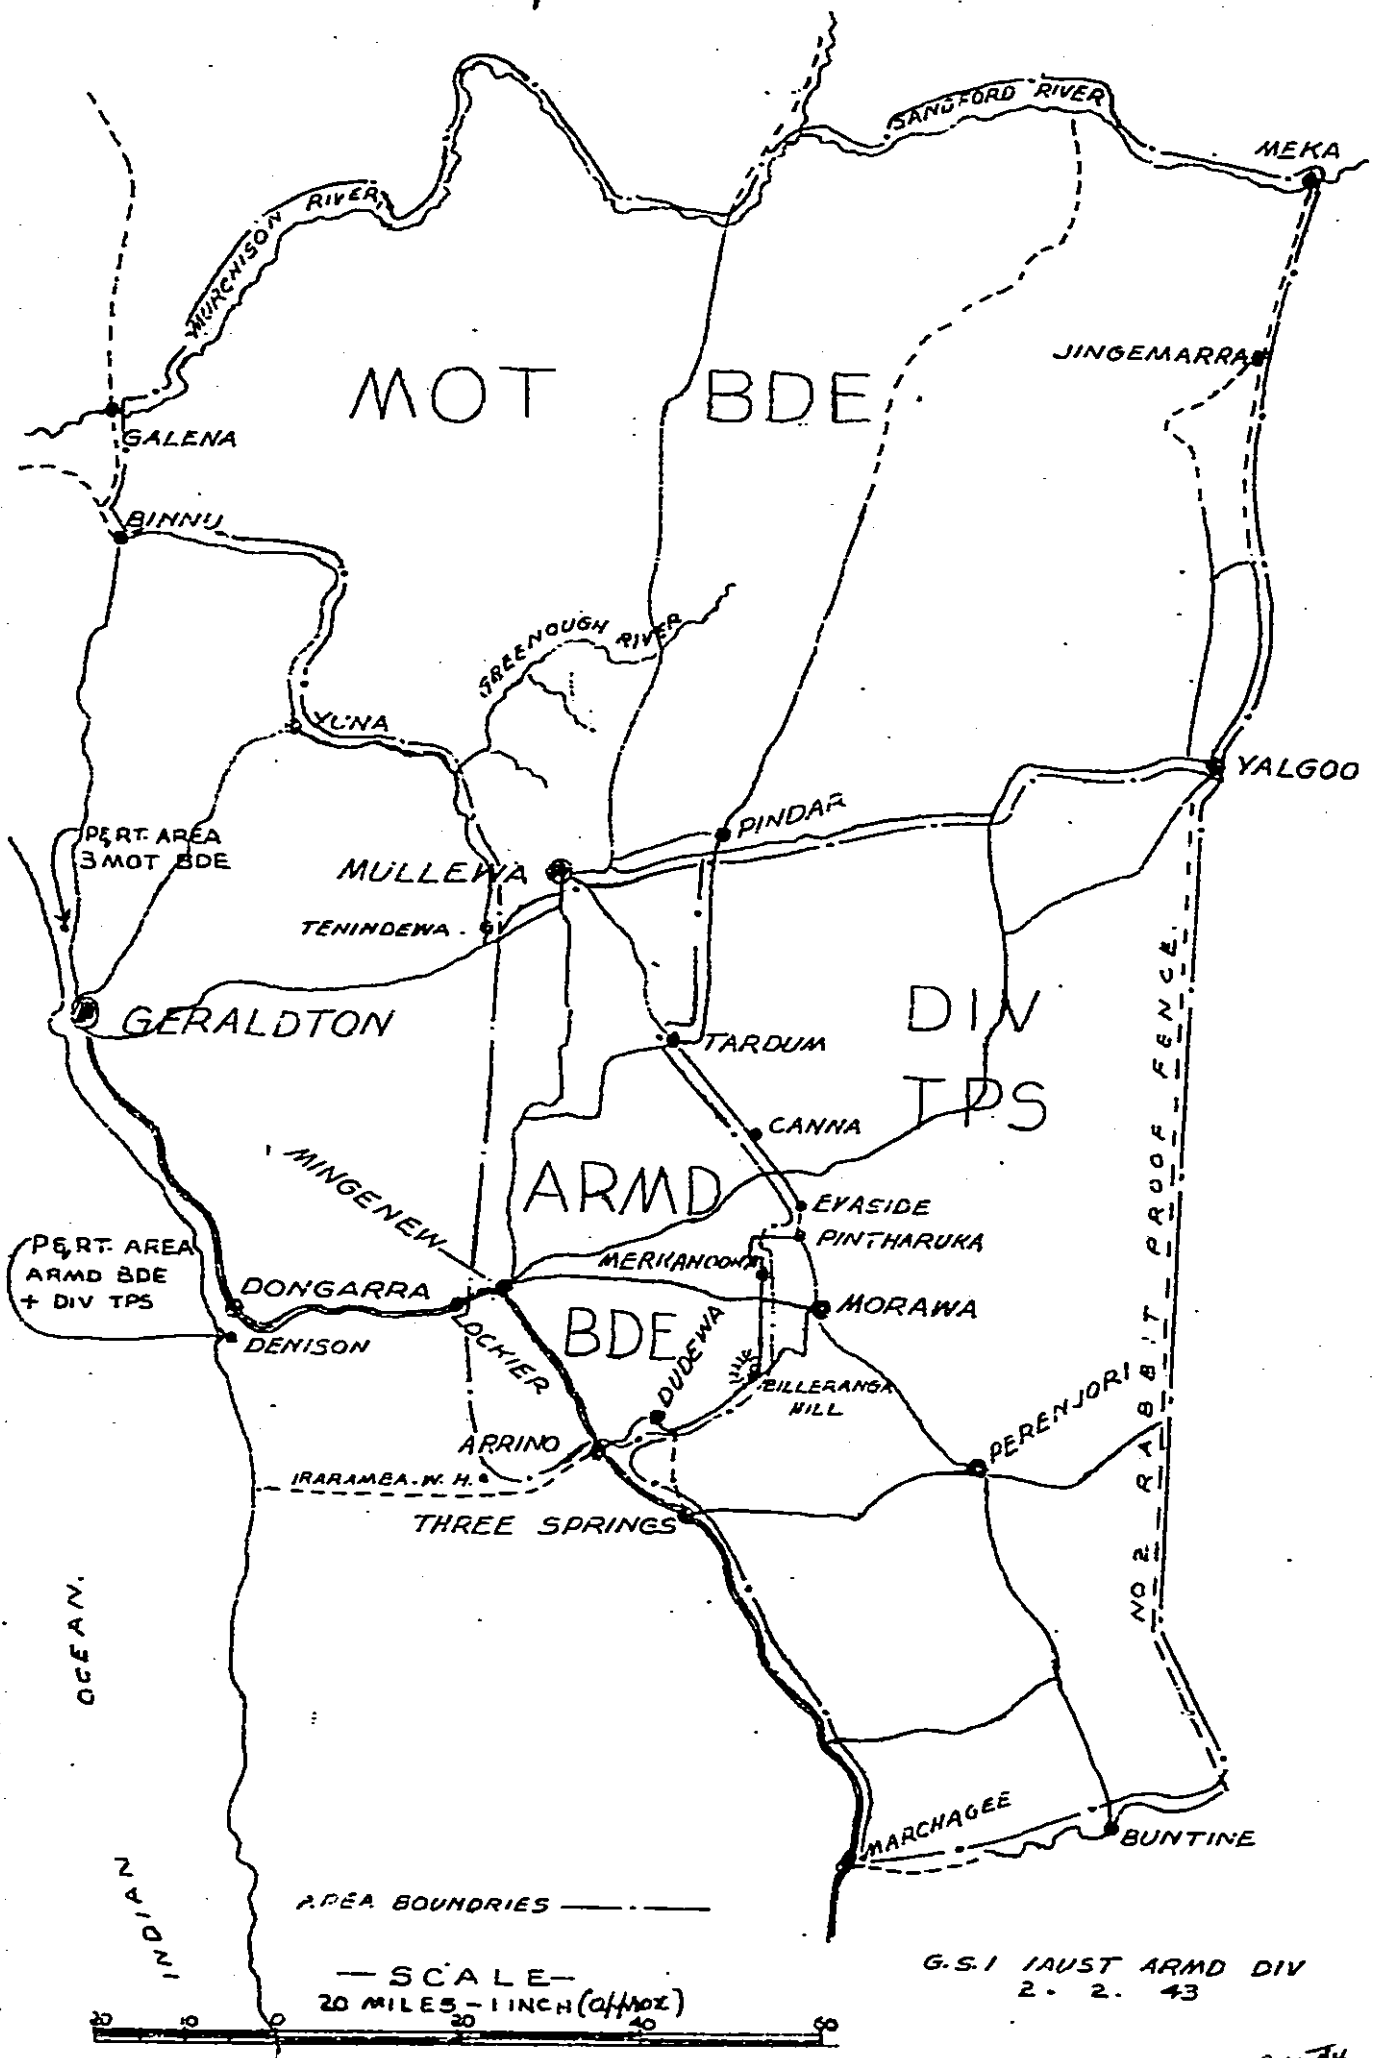 SANDFORD RIVER
MEKA
MURCHISON RIVER
JINGEMARRA
MOT BDE
GALENA
BINNU
GREENOUGH RIVER
YUNA
YALGOO
PINDAR
P&RT. AREA
3 MOT BDE
MULLEWA
TENINDEWA.
GERALDTON
DIV
TPS
TARDUM
CANNA
NO 2 RABBIT PROOF FENCE.
MINGENEW
ARMD
BDE
EVASIDE
PINTHARUKA
P&RT. AREA
ARMD BDE
+ DIV TPS
DONGARRA
MORAWA
DENISON
LOCKIER
DUDEWA
BILLERANGA
HILL
PERENJORI
ARRINO
IRARAMBA. W. H.
THREE SPRINGS
INDIAN OCEAN.
MARCHAGEE
BUNTINE
AREA BOUNDRIES
— SCALE —
20 MILES - 1 INCH (approx)
20 0 20 40 60
G.S.I 1AUST ARMD DIV
2. 2. 43